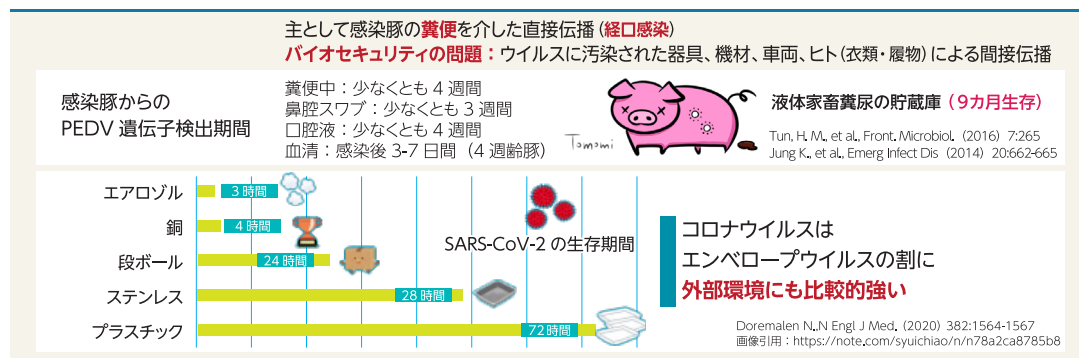 主として感染豚の糞便を介した直接伝播(経口感染)
バイオセキュリティの問題：ウイルスに汚染された器具、機材、車両、ヒト(衣類・履物)による間接伝播
感染豚からの
PEDV遺伝子検出期間
糞便中：少なくとも4週間
鼻腔スワブ：少なくとも3週間
口腔液：少なくとも4週間
血清：感染後3-7日間（4週齢豚）
Tomomi
液体家畜糞尿の貯蔵庫（9カ月生存）
Tun, H. M., et al., Front. Microbiol. (2016) 7:265
Jung K., et al., Emerg Infect Dis (2014) 20:662-665
エアロゾル 3時間
銅 4時間
段ボール 24時間
ステンレス 28時間
プラスチック 72時間
SARS-CoV-2の生存期間
コロナウイルスは
エンベロープウイルスの割に
外部環境にも比較的強い
Doremalen N.,N Engl J Med. (2020) 382:1564-1567
画像引用：https://note.com/syuichiao/n/n78a2ca8785b8